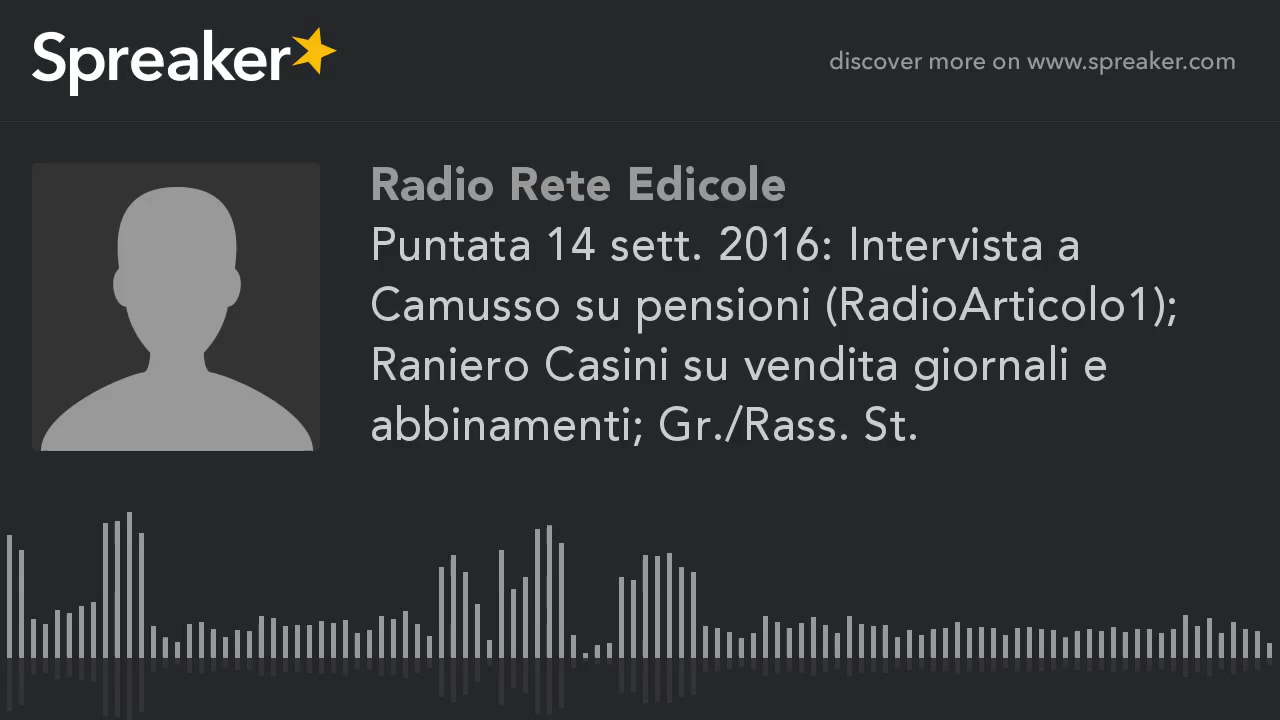 Spreaker
discover more on www.spreaker.com
Radio Rete Edicole
Puntata 14 sett. 2016: Intervista a
Camusso su pensioni (RadioArticolo1);
Raniero Casini su vendita giornali e
abbinamenti; Gr./Rass. St.